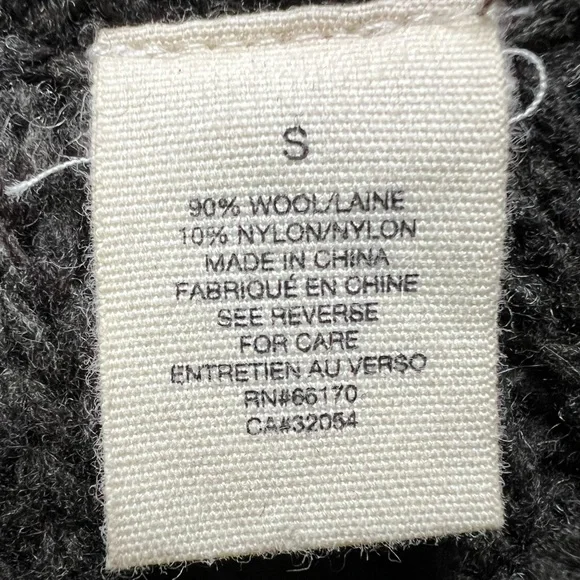 S
90% WOOL/LAINE
10% NYLON/NYLON
MADE IN CHINA
FABRIQUÉ EN CHINE
SEE REVERSE
FOR CARE
ENTRETIEN AU VERSO
RN#66170
CA#32054